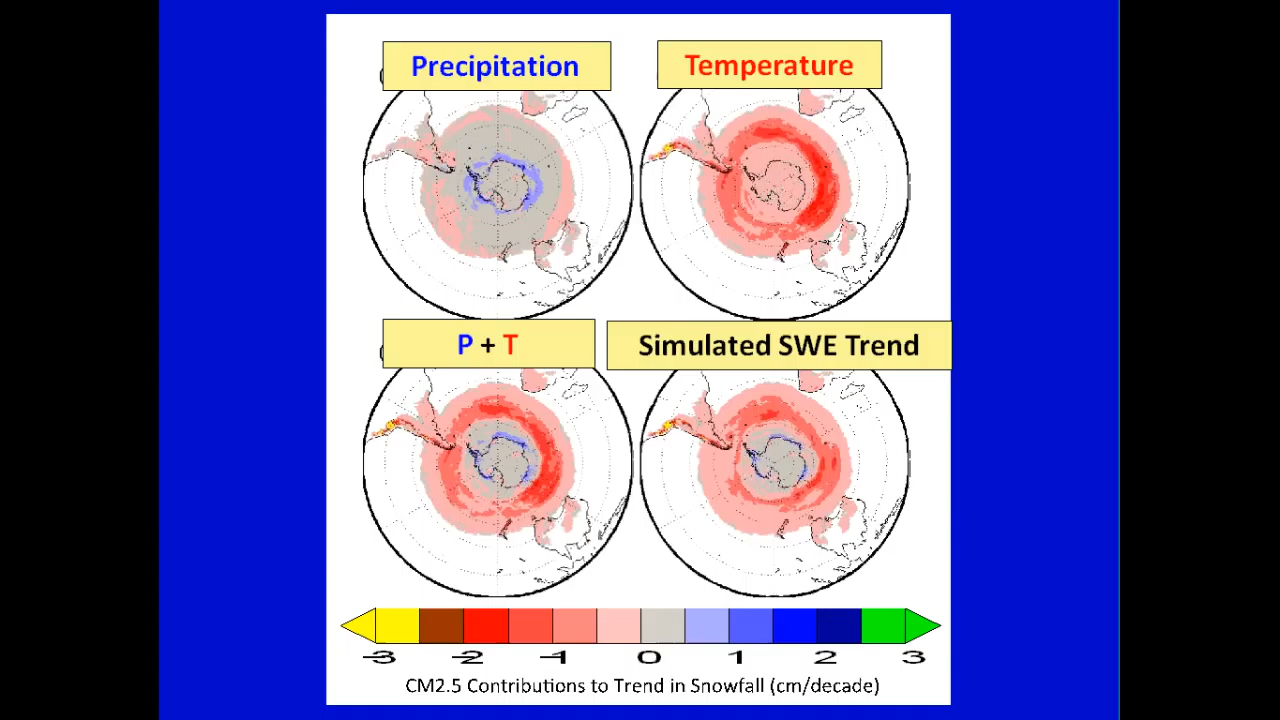 Precipitation
Temperature
P + T
Simulated SWE Trend
-3 -2 -1 0 1 2 3
CM2.5 Contributions to Trend in Snowfall (cm/decade)